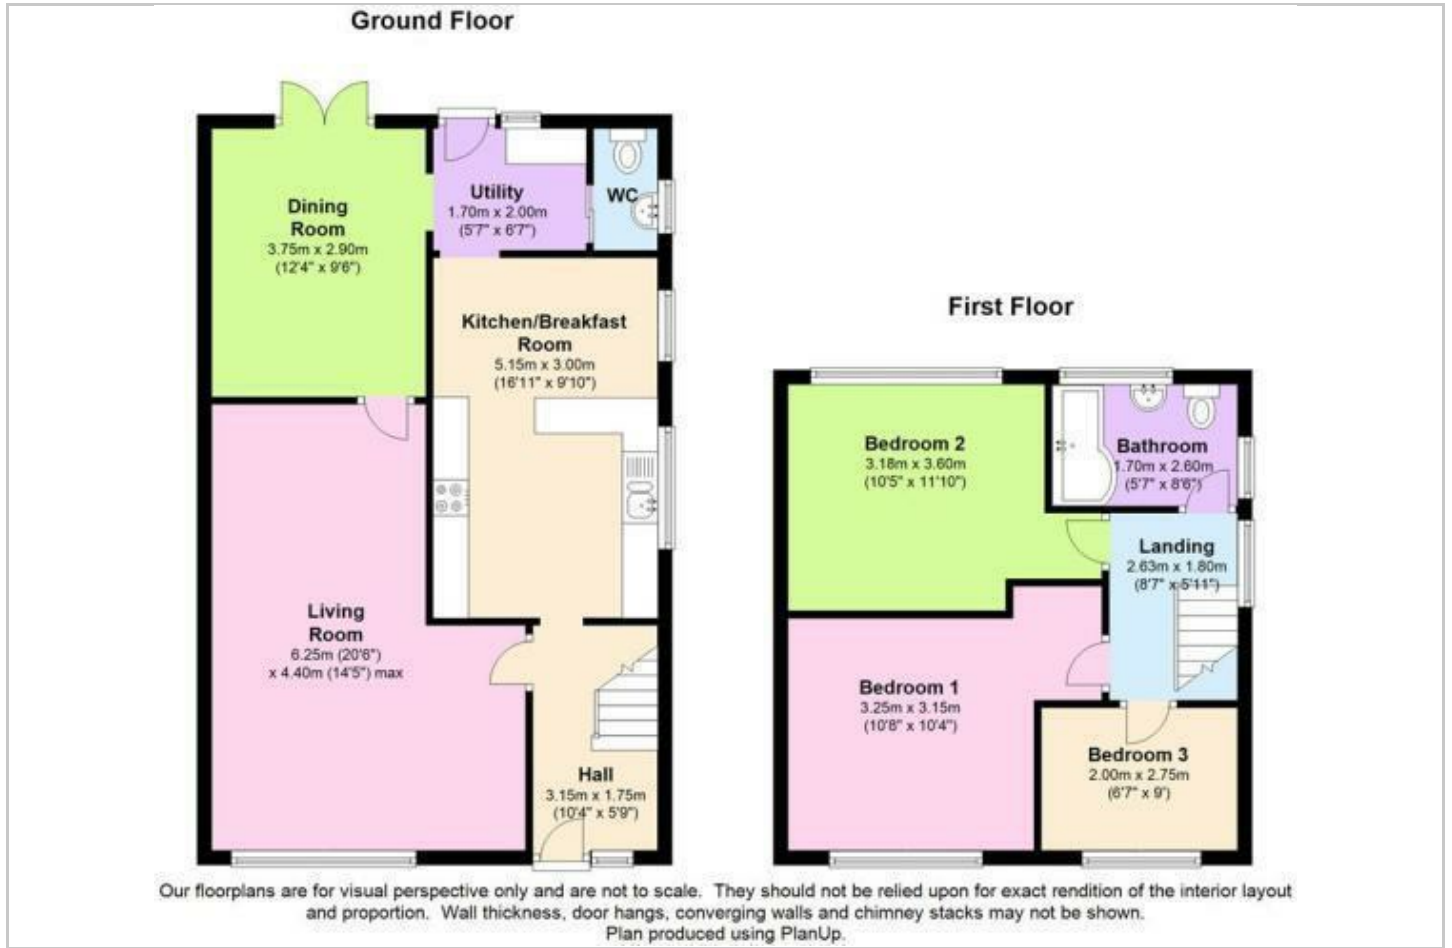 Ground Floor
Dining
Room
3.75m x 2.90m
(12'4" x 9'6")
Utility
1.70m x 2.00m
(5'7" x 6'7")
WC
Kitchen/Breakfast
Room
5.15m x 3.00m
(16'11" x 9'10")
Living
Room
6.25m (20'6")
x 4.40m (14'5") max
Hall
3.15m x 1.75m
(10'4" x 5'9")
First Floor
Bedroom 2
3.18m x 3.60m
(10'5" x 11'10")
Bathroom
1.70m x 2.60m
(5'7" x 8'6")
Landing
2.63m x 1.80m
(8'7" x 5'11")
Bedroom 1
3.25m x 3.15m
(10'8" x 10'4")
Bedroom 3
2.00m x 2.75m
(6'7" x 9')
Our floorplans are for visual perspective only and are not to scale. They should not be relied upon for exact rendition of the interior layout
and proportion. Wall thickness, door hangs, converging walls and chimney stacks may not be shown.
Plan produced using PlanUp.